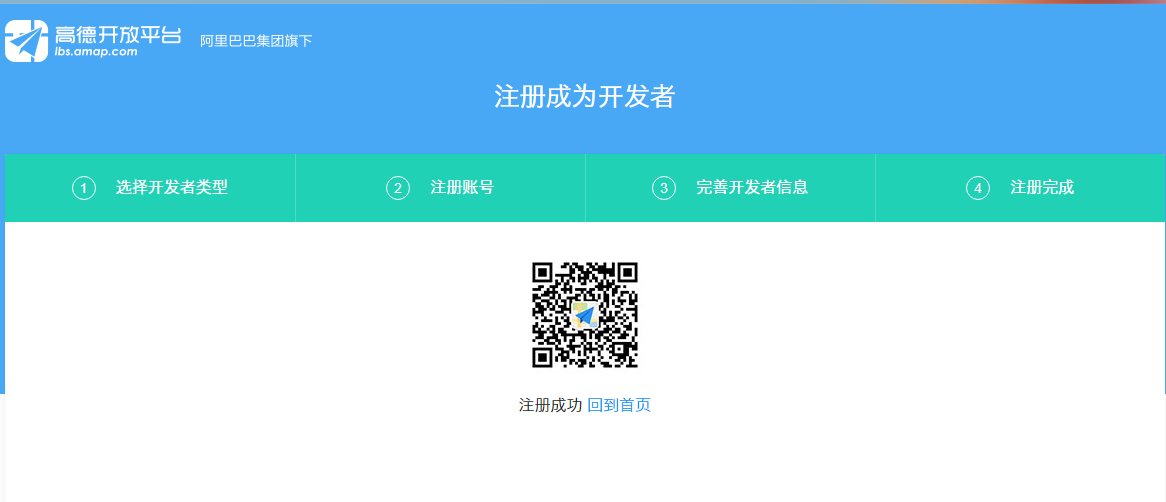 高德开放平台
lbs.amap.com
阿里巴巴集团旗下
注册成为开发者
1 选择开发者类型
2 注册账号
3 完善开发者信息
4 注册完成
注册成功 回到首页